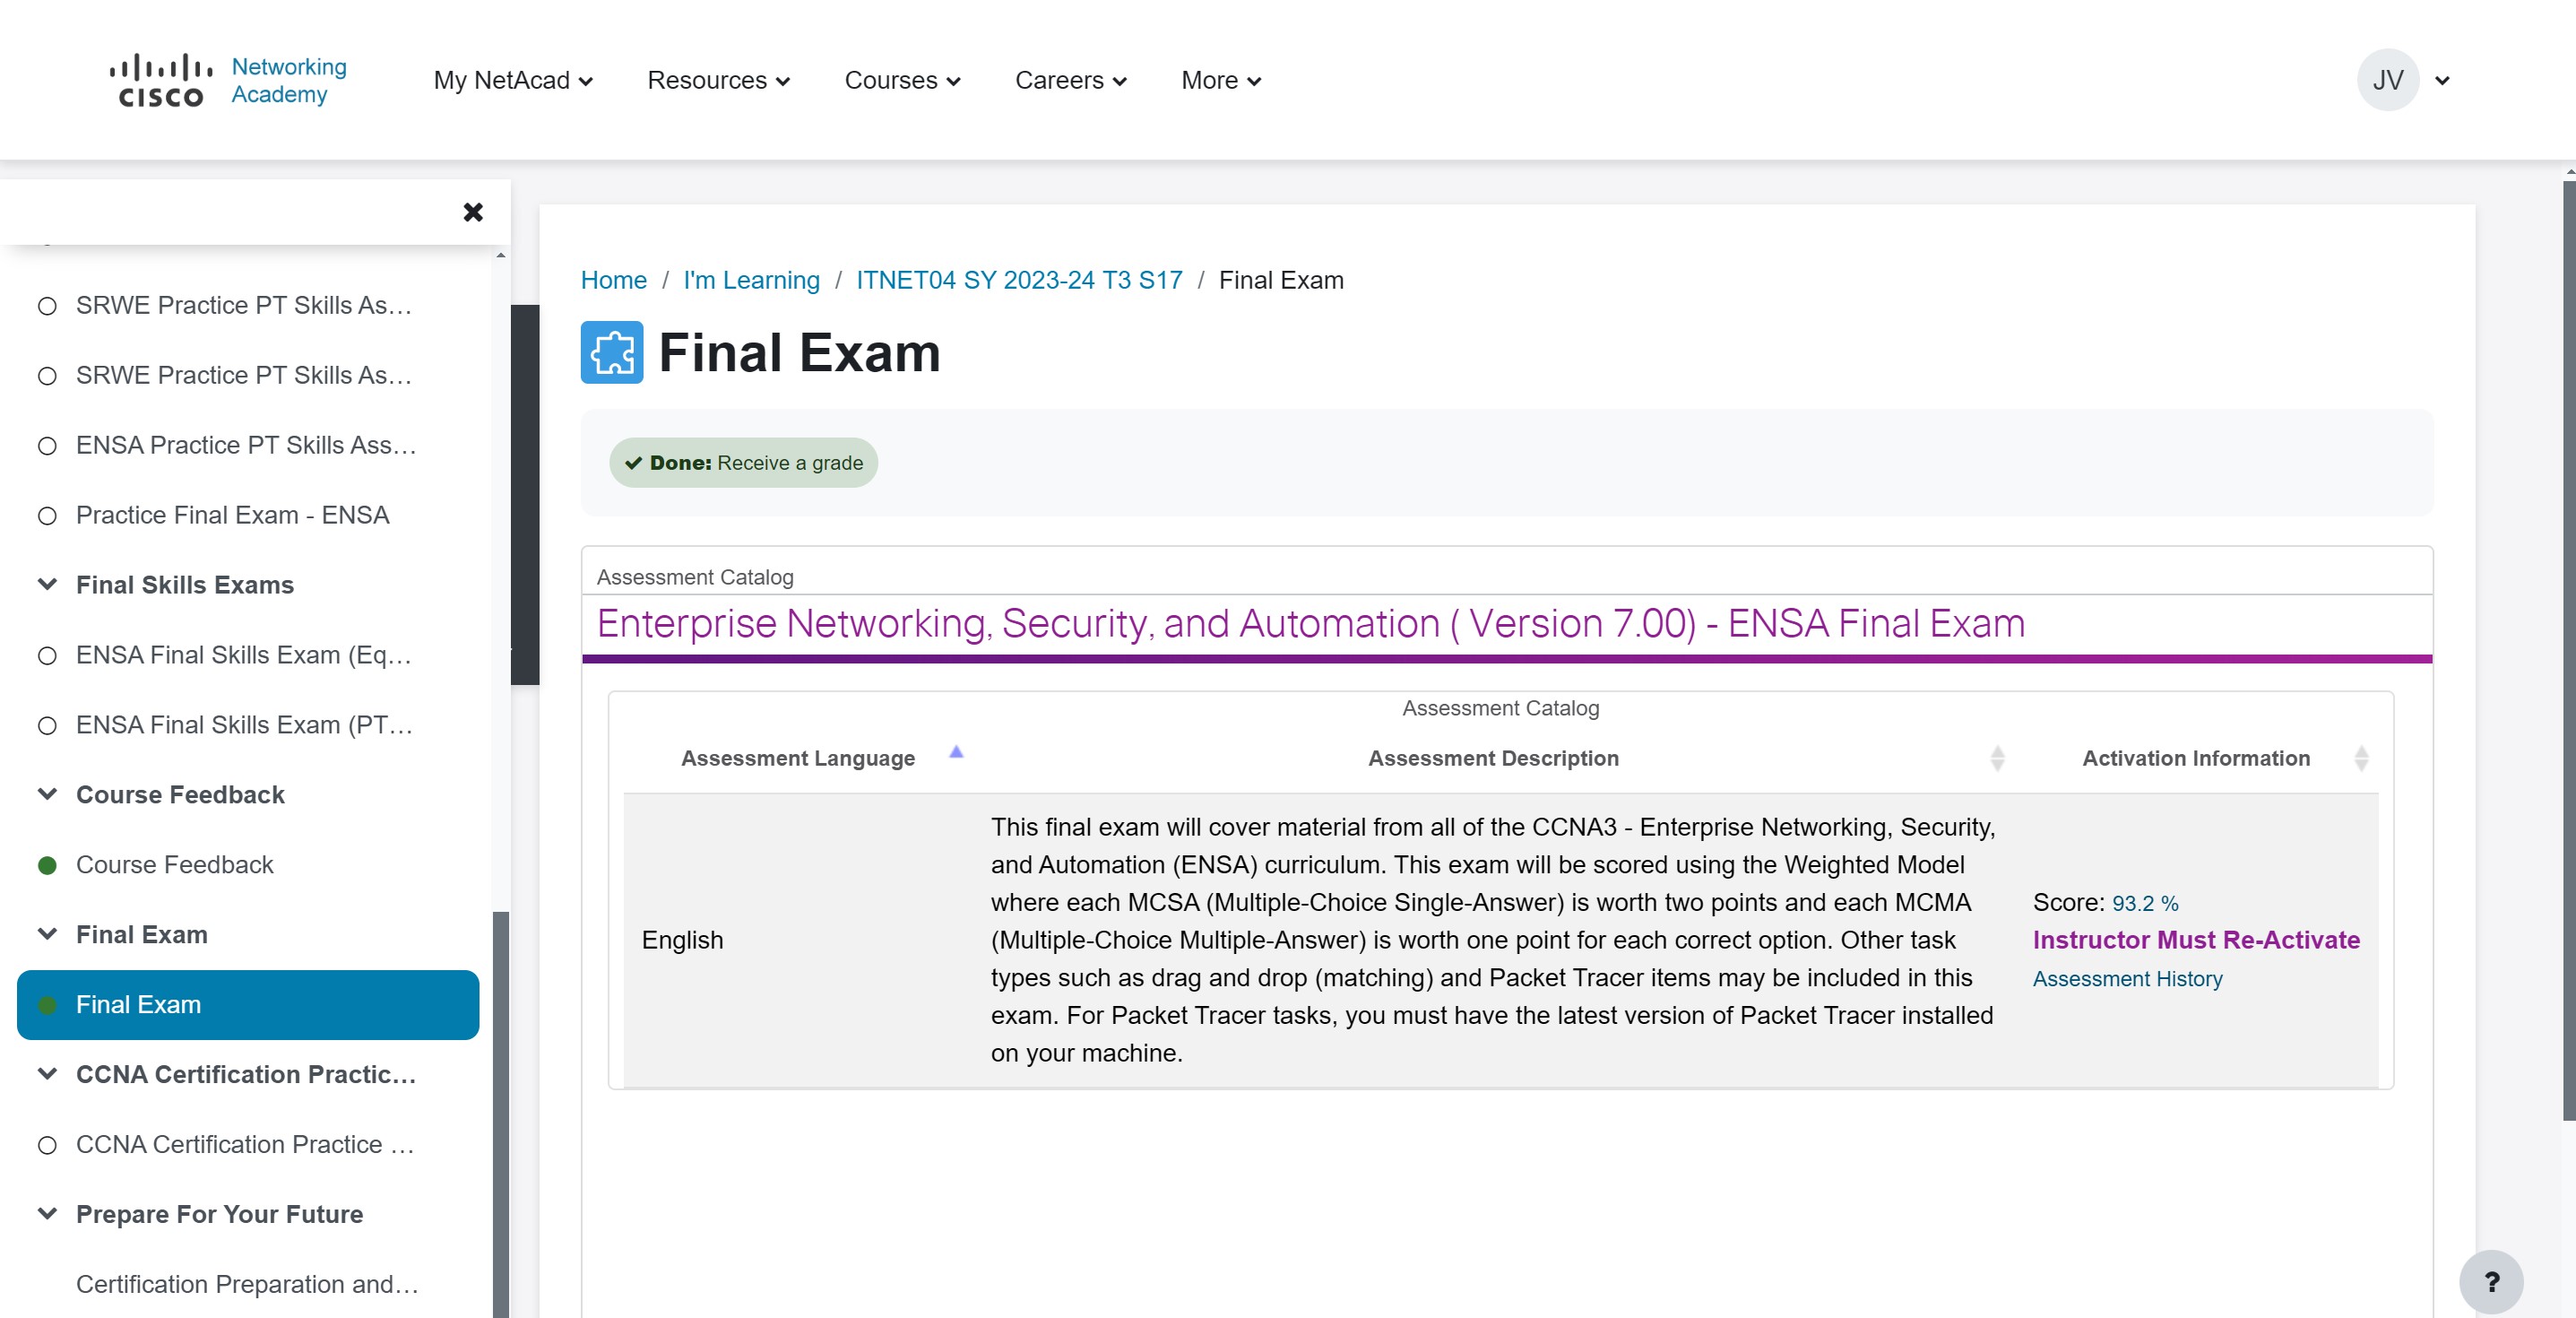 CISCO
Networking
Academy
My NetAcad
Resources
Courses
Careers
More
JV
SRWE Practice PT Skills As...
SRWE Practice PT Skills As...
ENSA Practice PT Skills Ass...
Practice Final Exam - ENSA
Final Skills Exams
ENSA Final Skills Exam (Eq...
ENSA Final Skills Exam (PT...
Course Feedback
Course Feedback
Final Exam
Final Exam
CCNA Certification Practic...
CCNA Certification Practice ...
Prepare For Your Future
Certification Preparation and...
Home / I'm Learning / ITNET04 SY 2023-24 T3 S17 / Final Exam
Final Exam
Done: Receive a grade
Assessment Catalog
Enterprise Networking, Security, and Automation ( Version 7.00) - ENSA Final Exam
Assessment Catalog
Assessment Language
Assessment Description
Activation Information
English
This final exam will cover material from all of the CCNA3 - Enterprise Networking, Security,
and Automation (ENSA) curriculum. This exam will be scored using the Weighted Model
where each MCSA (Multiple-Choice Single-Answer) is worth two points and each MCMA
(Multiple-Choice Multiple-Answer) is worth one point for each correct option. Other task
types such as drag and drop (matching) and Packet Tracer items may be included in this
exam. For Packet Tracer tasks, you must have the latest version of Packet Tracer installed
on your machine.
Score: 93.2 %
Instructor Must Re-Activate
Assessment History
?